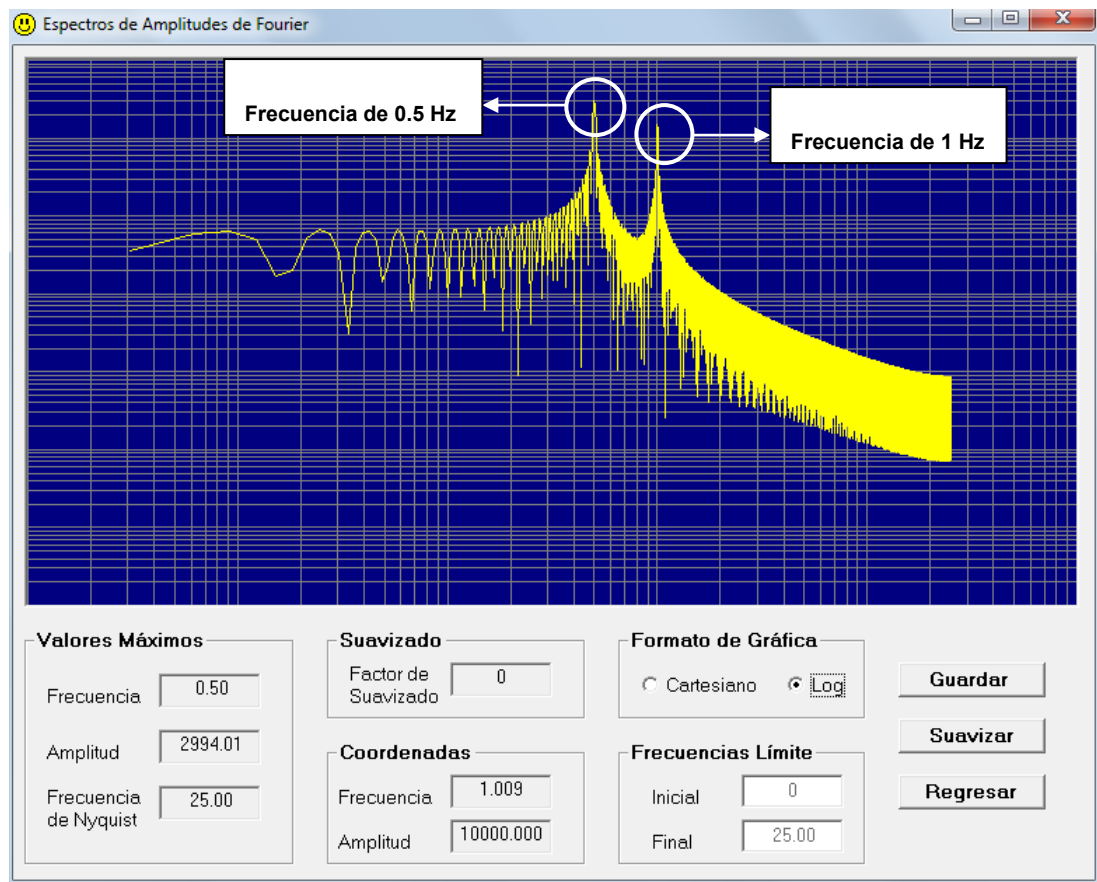 Espectros de Amplitudes de Fourier
Frecuencia de 0.5 Hz
Frecuencia de 1 Hz
Valores Máximos
Frecuencia 0.50
Amplitud 2994.01
Frecuencia
de Nyquist
25.00
Suavizado
Factor de
Suavizado
0
Coordenadas
Frecuencia 1.009
Amplitud 10000.000
Formato de Gráfica
Cartesiano Log
Frecuencias Límite
Inicial 0
Final 25.00
Guardar
Suavizar
Regresar